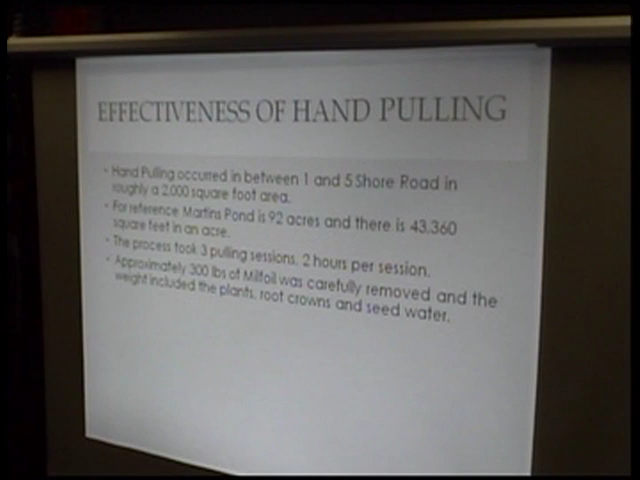 EFFECTIVENESS OF HAND PULLING
• Hand Pulling occurred in between 1 and 5 Shore Road in
roughly a 2,000 square foot area.
• For reference Martins Pond is 92 acres and there is 43,360
square feet in an acre.
• The process took 3 pulling sessions, 2 hours per session.
• Approximately 300 lbs of Milfoil was carefully removed and the
weight included the plants, root crowns and seed water.